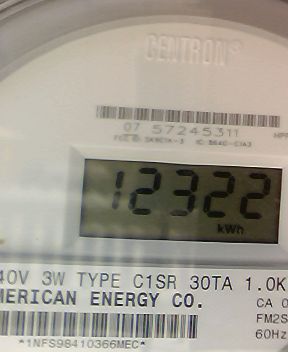 CENTRON®
07 57245311
12322
kWh
40V 3W TYPE C1SR 30TA 1.0K
MERICAN ENERGY CO.
CA 0
FM2S
60Hz
*1NFS98410366MEC*